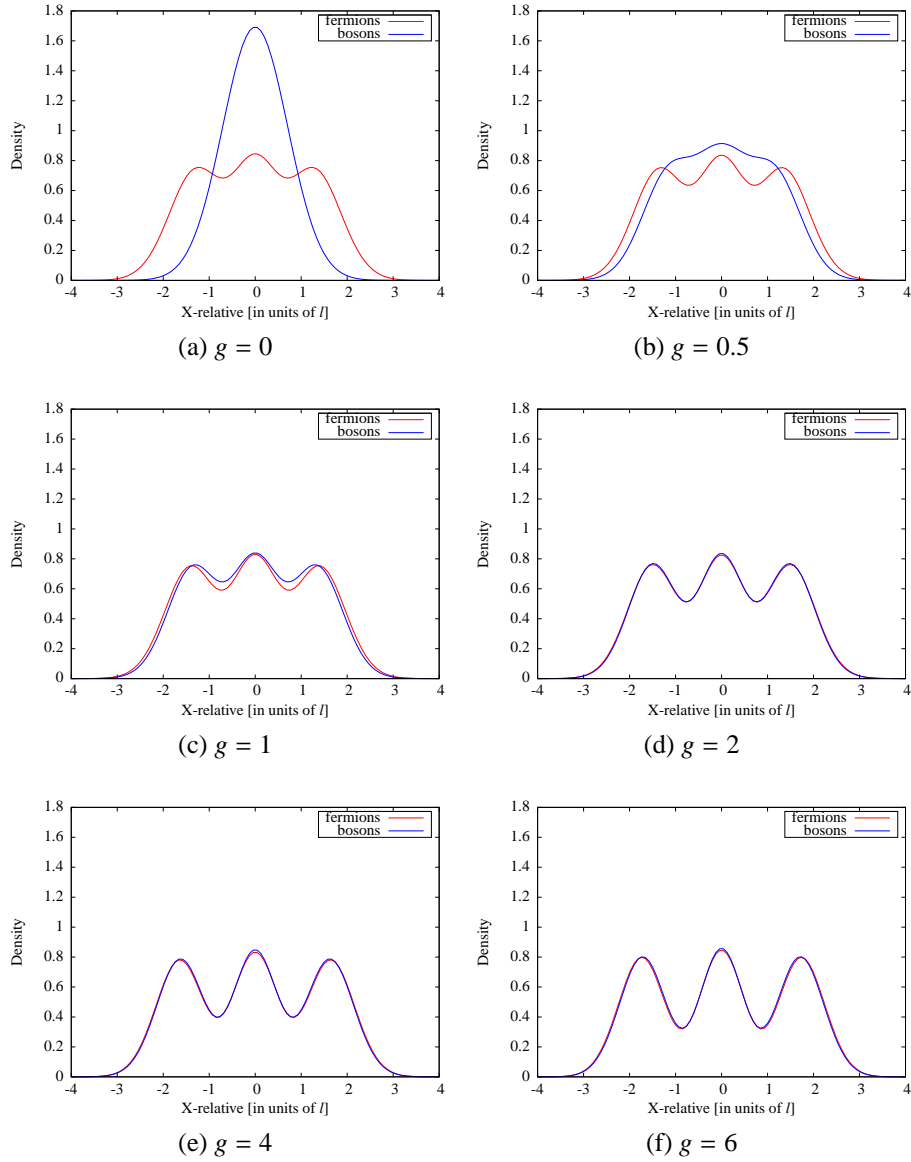 1.8
1.6
1.4
1.2
1
0.8
0.6
0.4
0.2
0
Density
fermions
bosons
-4 -3 -2 -1 0 1 2 3 4
X-relative [in units of l]
(a) g = 0
1.8
1.6
1.4
1.2
1
0.8
0.6
0.4
0.2
0
Density
fermions
bosons
-4 -3 -2 -1 0 1 2 3 4
X-relative [in units of l]
(b) g = 0.5
1.8
1.6
1.4
1.2
1
0.8
0.6
0.4
0.2
0
Density
fermions
bosons
-4 -3 -2 -1 0 1 2 3 4
X-relative [in units of l]
(c) g = 1
1.8
1.6
1.4
1.2
1
0.8
0.6
0.4
0.2
0
Density
fermions
bosons
-4 -3 -2 -1 0 1 2 3 4
X-relative [in units of l]
(d) g = 2
1.8
1.6
1.4
1.2
1
0.8
0.6
0.4
0.2
0
Density
fermions
bosons
-4 -3 -2 -1 0 1 2 3 4
X-relative [in units of l]
(e) g = 4
1.8
1.6
1.4
1.2
1
0.8
0.6
0.4
0.2
0
Density
fermions
bosons
-4 -3 -2 -1 0 1 2 3 4
X-relative [in units of l]
(f) g = 6